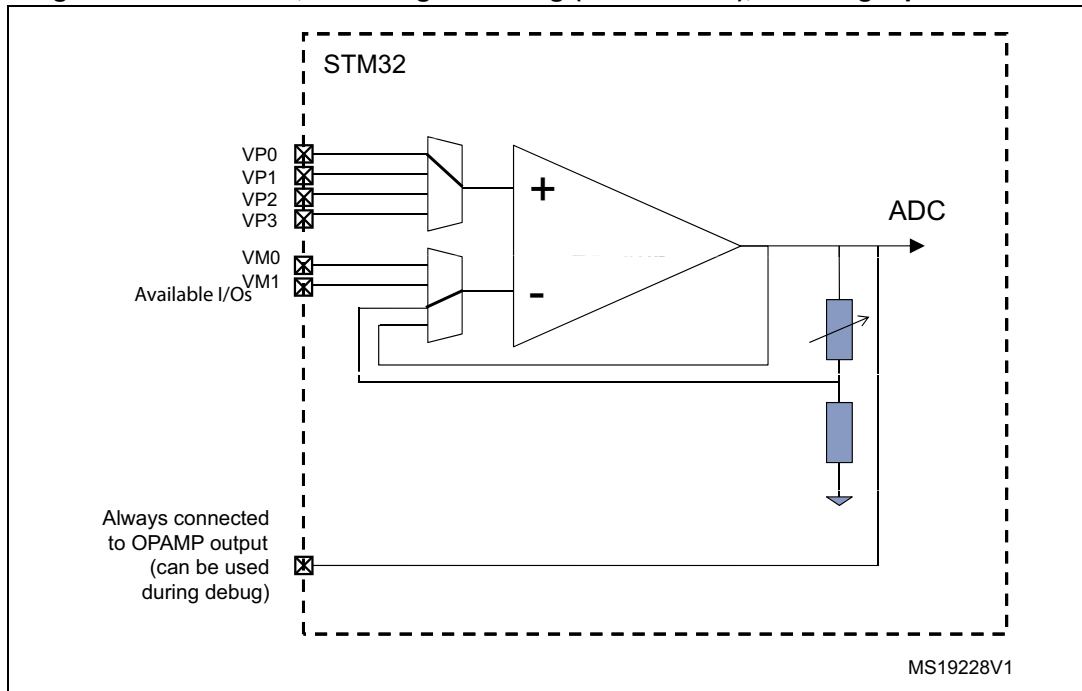 STM32
VP0
VP1
VP2
VP3
VM0
VM1
Available I/Os
+
-
ADC
Always connected
to OPAMP output
(can be used
during debug)
MS19228V1